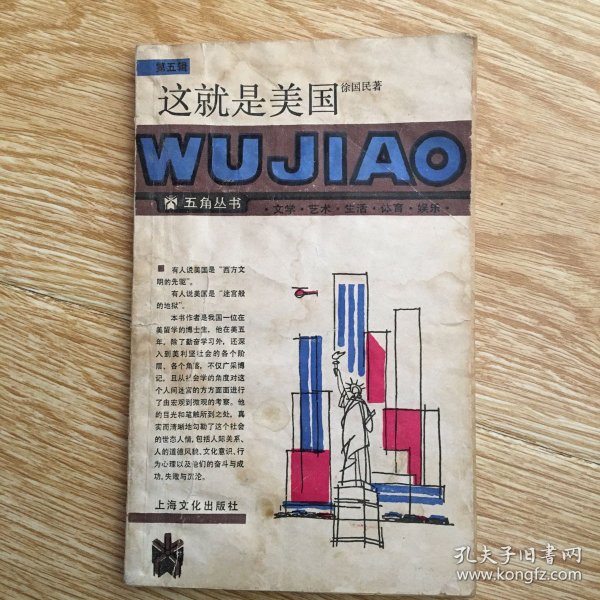 第五辑
这就是美国
徐国民著
WUJIAO
五角丛书
·文学·艺术·生活·体育·娱乐·
■ 有人说美国是“西方文
明的先驱”。
有人说美国是“迷宫般
的地狱”。
本书作者是我国一位在
美留学的博士生，他在美五
年，除了勤奋学习外，还深
入到美利坚社会的各个阶
层、各个角落，不仅广采博
记，且从社会学的角度对这
个人间迷宫的方方面面进行
了由宏观到微观的考察。他
的目光和笔触所到之处，真
实而清晰地勾勒了这个社会
的世态人情，包括人际关系、
人的道德风貌、文化意识、行
为心理以及他们的奋斗与成
功、失败与沉沦。
上海文化出版社
孔夫子旧书网
www.kongfz.com